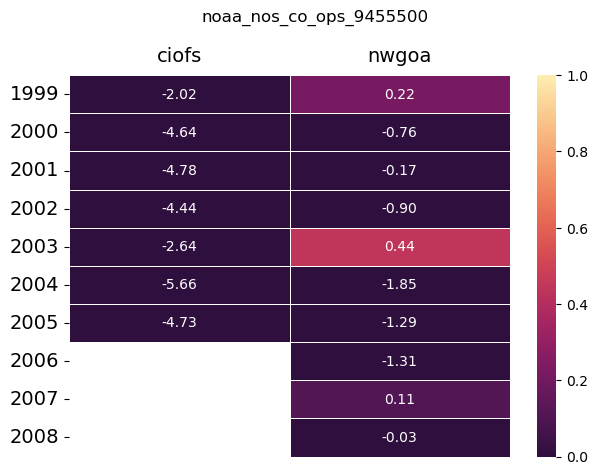 noaa_nos_co_ops_9455500
ciofs nwgoa
1999 -2.02 0.22
2000 -4.64 -0.76
2001 -4.78 -0.17
2002 -4.44 -0.90
2003 -2.64 0.44
2004 -5.66 -1.85
2005 -4.73 -1.29
2006 -1.31
2007 0.11
2008 -0.03
1.0
0.8
0.6
0.4
0.2
0.0